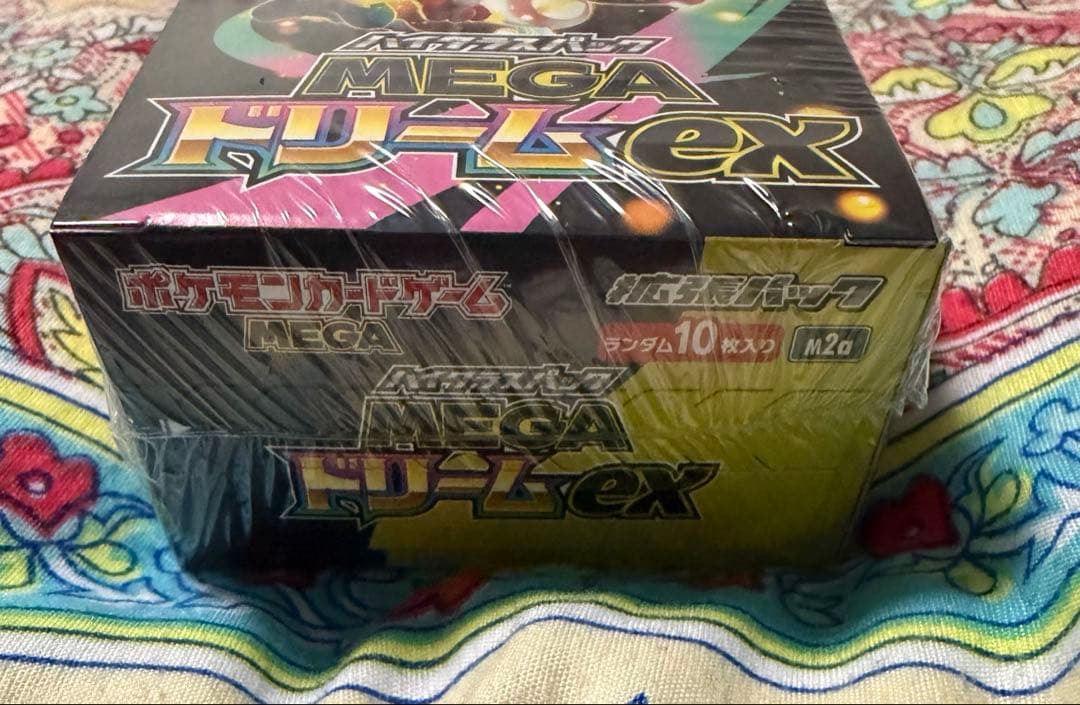 ハイクラスパック
MEGA
ドリームex
ポケモンカードゲーム
MEGA
拡張パック
ランダム10枚入り M2a
ハイクラスパック
MEGA
ドリームex